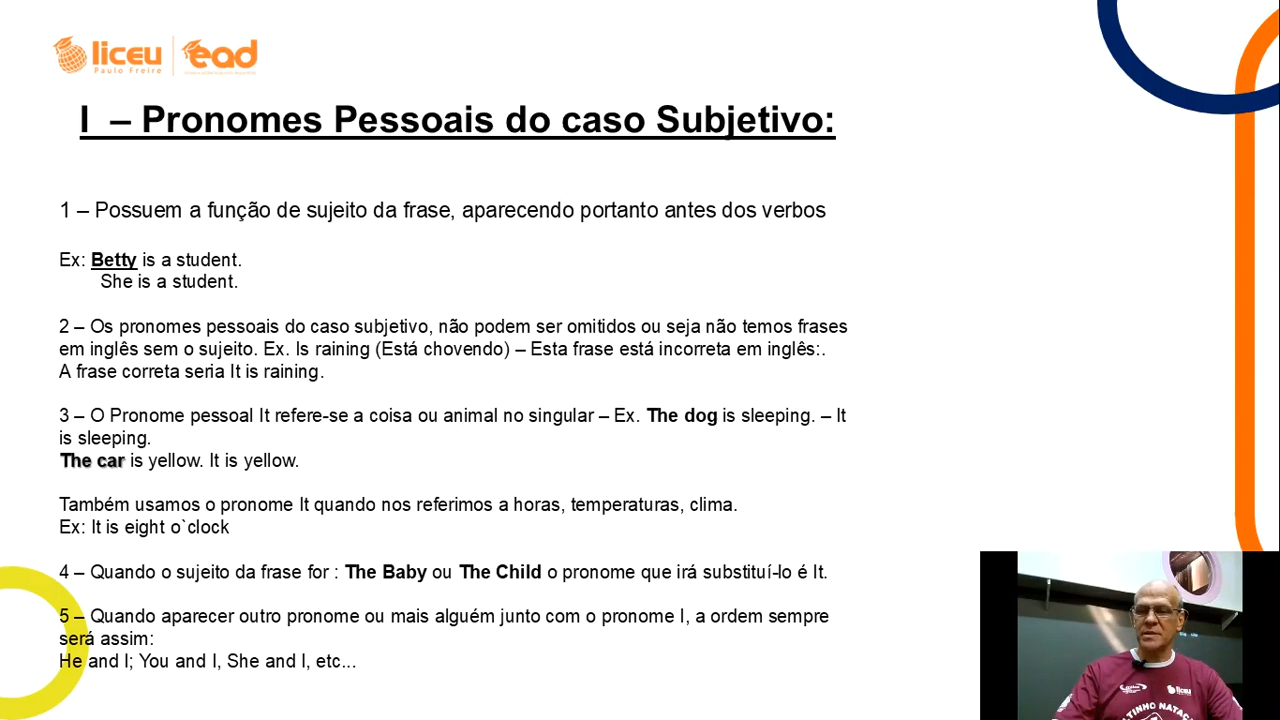 liceu
Paulo Freire
ead
I – Pronomes Pessoais do caso Subjetivo:
1 – Possuem a função de sujeito da frase, aparecendo portanto antes dos verbos
Ex: Betty is a student.
She is a student.
2 – Os pronomes pessoais do caso subjetivo, não podem ser omitidos ou seja não temos frases
em inglês sem o sujeito. Ex. Is raining (Está chovendo) – Esta frase está incorreta em inglês:.
A frase correta seria It is raining.
3 – O Pronome pessoal It refere-se a coisa ou animal no singular – Ex. The dog is sleeping. – It
is sleeping.
The car is yellow. It is yellow.
Também usamos o pronome It quando nos referimos a horas, temperaturas, clima.
Ex: It is eight o`clock
4 – Quando o sujeito da frase for : The Baby ou The Child o pronome que irá substituí-lo é It.
5 – Quando aparecer outro pronome ou mais alguém junto com o pronome I, a ordem sempre
será assim:
He and I; You and I, She and I, etc...
liceu